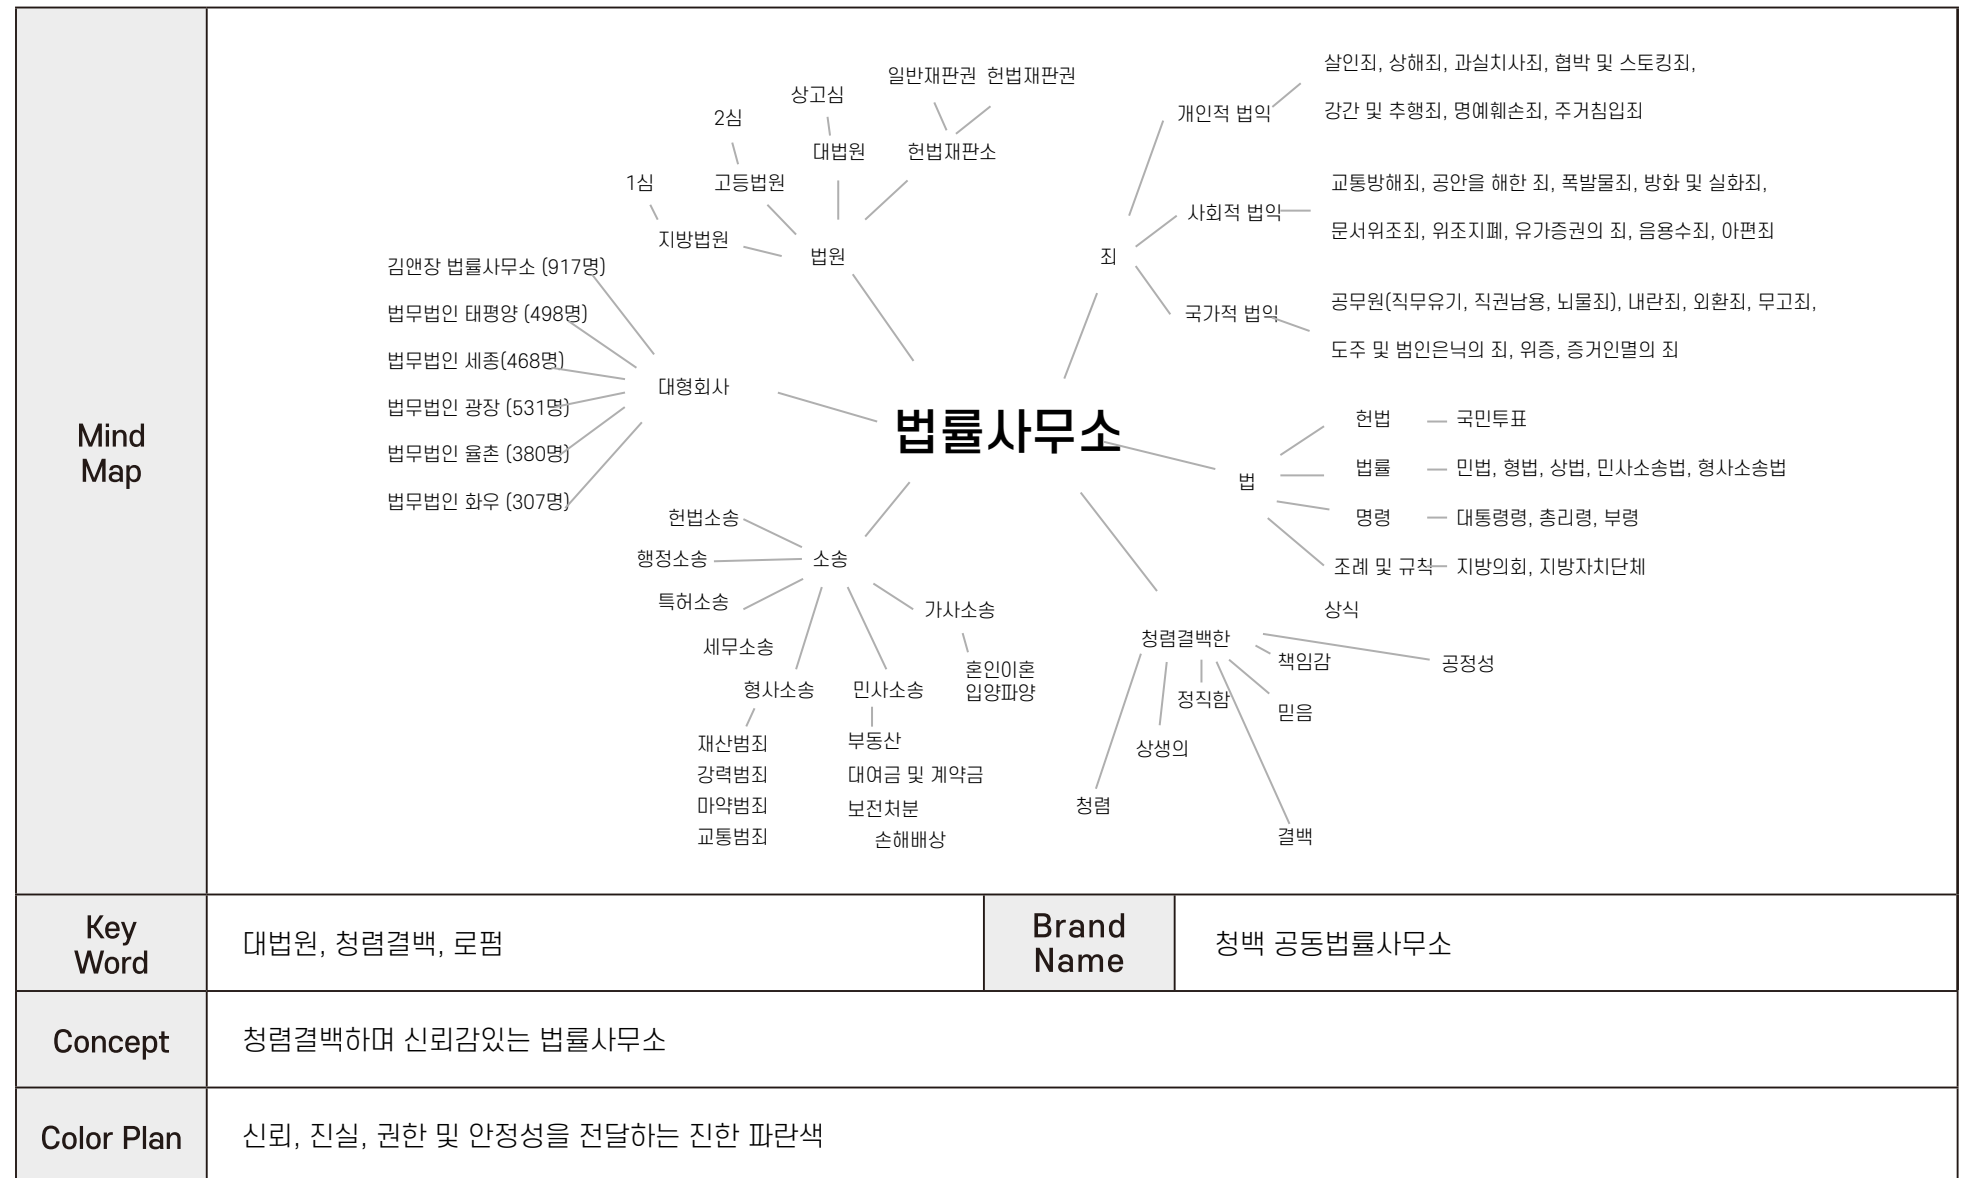 Mind
Map
일반재판권 헌법재판권
상고심
2심
대법원
헌법재판소
1심
고등법원
지방법원
법원
김앤장 법률사무소 (917명)
법무법인 태평양 (498명)
법무법인 세종(468명)
법무법인 광장 (531명)
법무법인 율촌 (380명)
법무법인 화우 (307명)
대형회사
법률사무소
살인죄, 상해죄, 과실치사죄, 협박 및 스토킹죄,
개인적 법익
강간 및 추행죄, 명예훼손죄, 주거침입죄
교통방해죄, 공안을 해한 죄, 폭발물죄, 방화 및 실화죄,
사회적 법익
문서위조죄, 위조지폐, 유가증권의 죄, 음용수죄, 아편죄
죄
공무원(직무유기, 직권남용, 뇌물죄), 내란죄, 외환죄, 무고죄,
국가적 법익
도주 및 범인은닉의 죄, 위증, 증거인멸의 죄
헌법 국민투표
법률 민법, 형법, 상법, 민사소송법, 형사소송법
법
명령 대통령령, 총리령, 부령
조례 및 규칙 지방의회, 지방자치단체
상식
헌법소송
행정소송
소송
특허소송
가사소송
세무소송
혼인이혼
입양파양
형사소송
민사소송
재산범죄
강력범죄
마약범죄
교통범죄
부동산
대여금 및 계약금
보전처분
손해배상
청렴결백한
책임감
공정성
정직함
믿음
상생의
청렴
결백
Key
Word
대법원, 청렴결백, 로펌
Brand
Name
청백 공동법률사무소
Concept
청렴결백하며 신뢰감있는 법률사무소
Color Plan
신뢰, 진실, 권한 및 안정성을 전달하는 진한 파란색